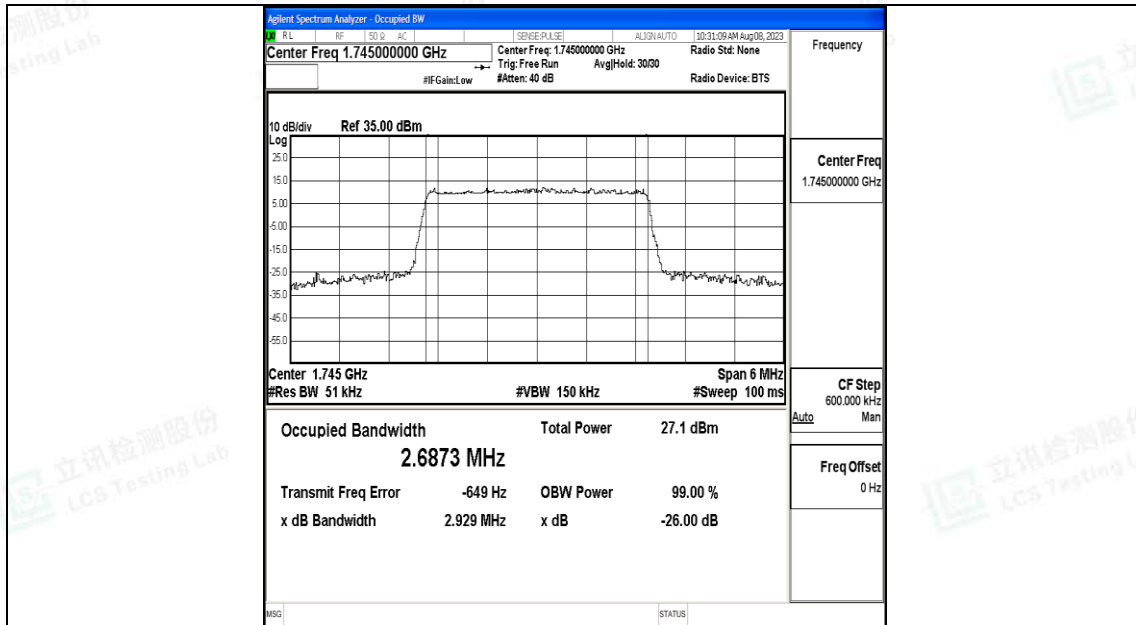 Agilent Spectrum Analyzer - Occupied BW
LXI RL RF 50 Ω AC SENSE:PULSE ALIGN AUTO 10:31:09 AM Aug 08, 2023
Center Freq 1.745000000 GHz
Center Freq: 1.745000000 GHz Radio Std: None
Trig: Free Run Avg|Hold: 30/30
#IFGain:Low #Atten: 40 dB Radio Device: BTS
Frequency
10 dB/div Ref 35.00 dBm
Log
25.0
15.0
5.00
-5.00
-15.0
-25.0
-35.0
-45.0
-55.0
Center Freq
1.745000000 GHz
Center 1.745 GHz Span 6 MHz
#Res BW 51 kHz #VBW 150 kHz #Sweep 100 ms
CF Step
600.000 kHz
Auto Man
Occupied Bandwidth Total Power 27.1 dBm
2.6873 MHz
Transmit Freq Error -649 Hz OBW Power 99.00 %
x dB Bandwidth 2.929 MHz x dB -26.00 dB
Freq Offset
0 Hz
MSG STATUS
立讯检测股份
LCS Testing Lab
立讯检测股份